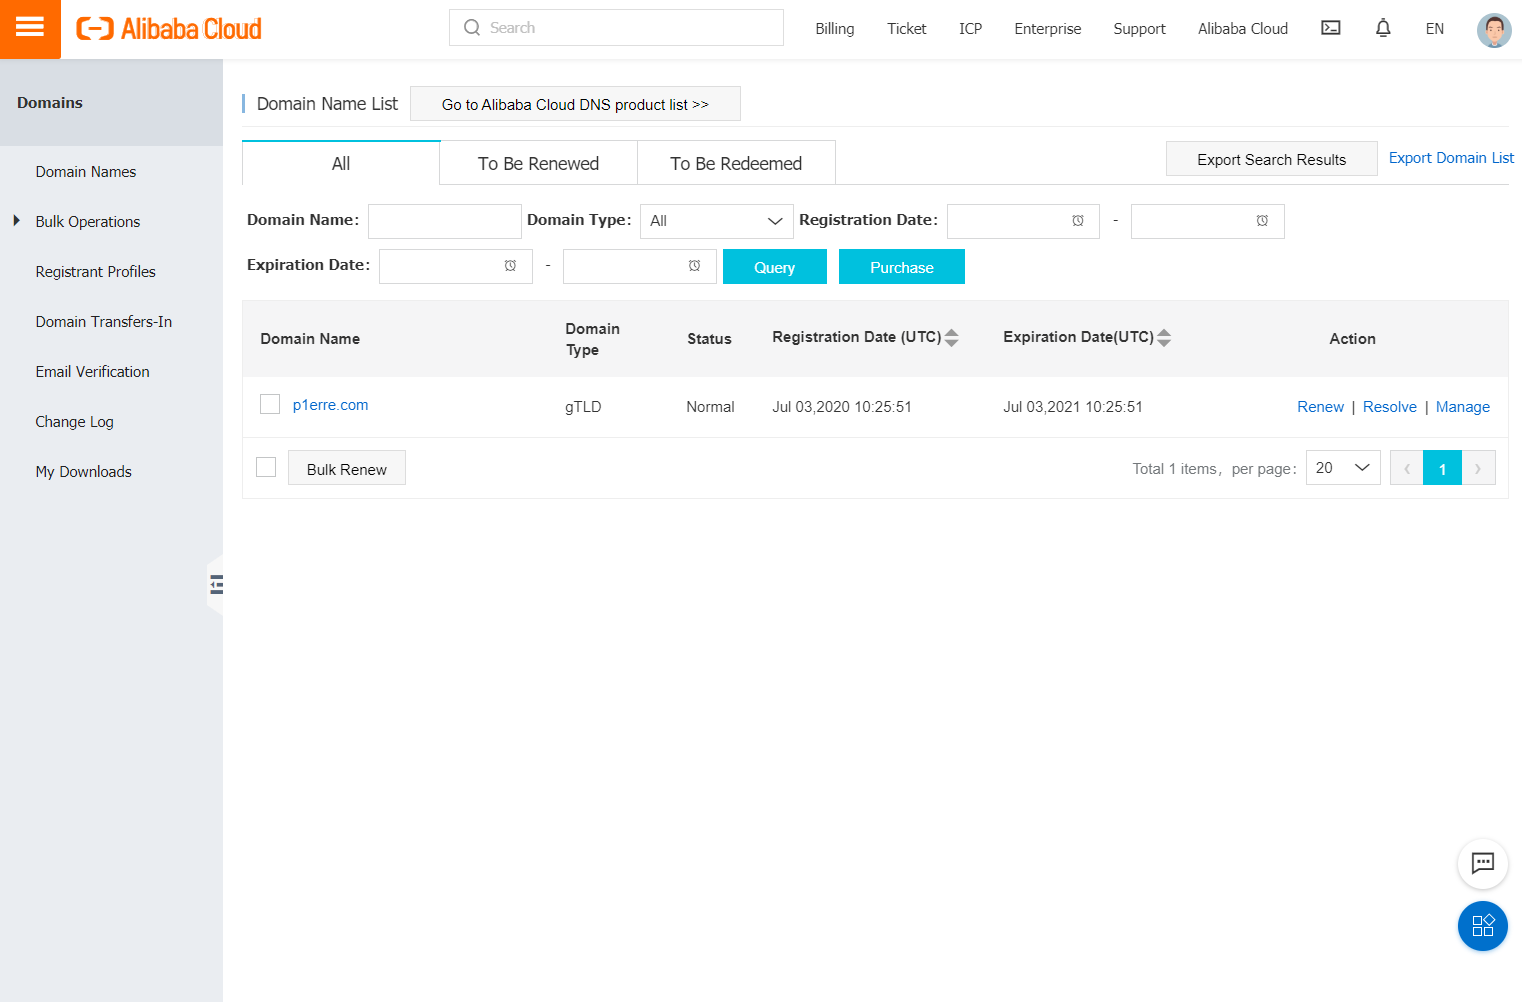 Alibaba Cloud
Search
Billing Ticket ICP Enterprise Support Alibaba Cloud EN
Domains
Domain Names
Bulk Operations
Registrant Profiles
Domain Transfers-In
Email Verification
Change Log
My Downloads
Domain Name List Go to Alibaba Cloud DNS product list >>
All To Be Renewed To Be Redeemed Export Search Results Export Domain List
Domain Name: Domain Type: All Registration Date: -
Expiration Date: - Query Purchase
Domain Name Domain Type Status Registration Date (UTC) Expiration Date(UTC) Action
p1erre.com gTLD Normal Jul 03,2020 10:25:51 Jul 03,2021 10:25:51 Renew | Resolve | Manage
Bulk Renew Total 1 items, per page: 20 ‹ 1 ›